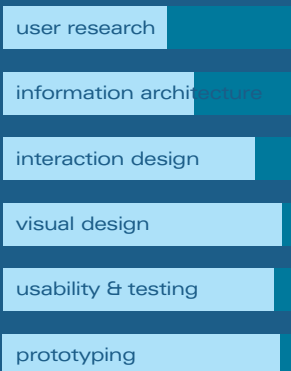 user research
information architecture
interaction design
visual design
usability & testing
prototyping